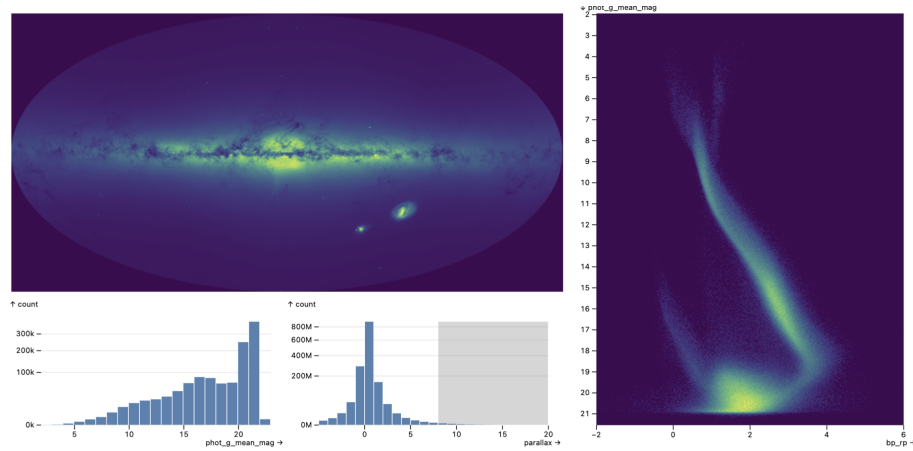 ↑ count
300k
200k
100k
0k
5
10
15
20
phot_g_mean_mag →
↑ count
800M
600M
400M
200M
0M
0
5
10
15
20
parallax →
↓ phot_g_mean_mag
2
3
4
5
6
7
8
9
10
11
12
13
14
15
16
17
18
19
20
21
−2
0
2
4
6
bp_rp →